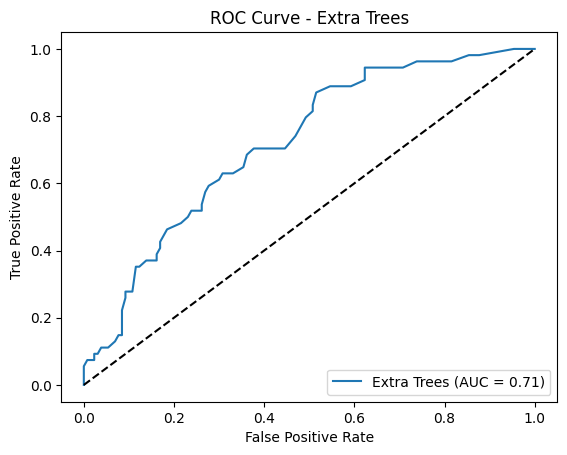 ROC Curve - Extra Trees
True Positive Rate
1.0
0.8
0.6
0.4
0.2
0.0
Extra Trees (AUC = 0.71)
0.0 0.2 0.4 0.6 0.8 1.0
False Positive Rate